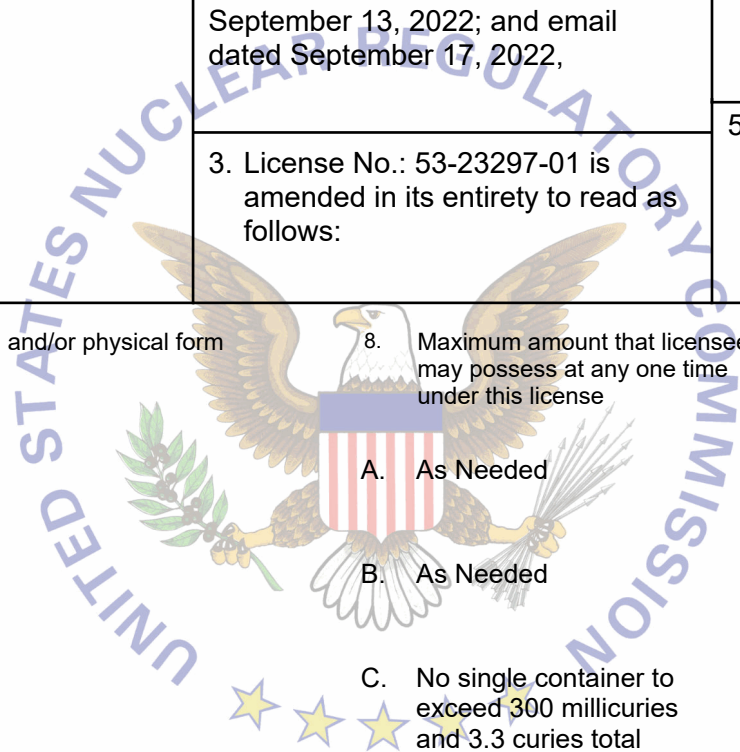 September 13, 2022; and email
dated September 17, 2022,
5
3. License No.: 53-23297-01 is
amended in its entirety to read as
follows:
and/or physical form
8. Maximum amount that licensee
may possess at any one time
under this license
A. As Needed
B. As Needed
C. No single container to
exceed 300 millicuries
and 3.3 curies total
UNITED STATES NUCLEAR REGULATORY COMMISSION